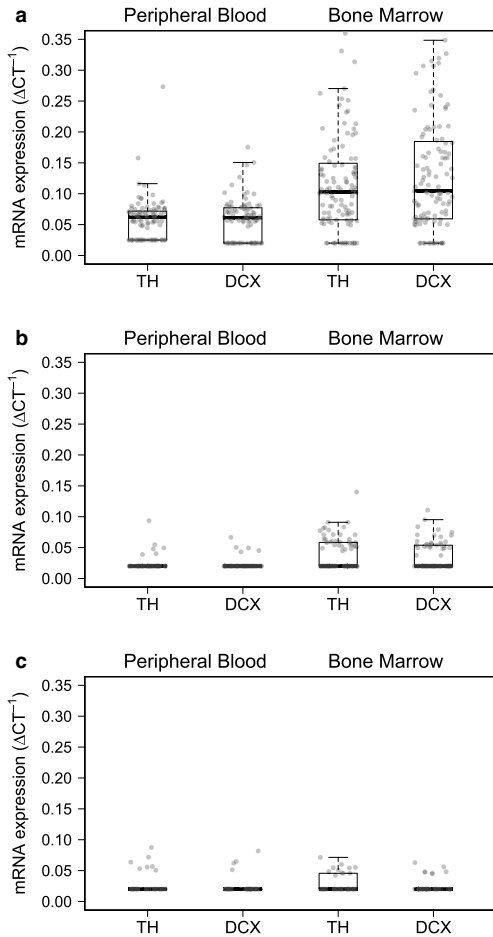 a Peripheral Blood Bone Marrow
mRNA expression (ΔCT⁻¹)
0.35
0.30
0.25
0.20
0.15
0.10
0.05
0.00
TH DCX TH DCX
b Peripheral Blood Bone Marrow
mRNA expression (ΔCT⁻¹)
0.35
0.30
0.25
0.20
0.15
0.10
0.05
0.00
TH DCX TH DCX
c Peripheral Blood Bone Marrow
mRNA expression (ΔCT⁻¹)
0.35
0.30
0.25
0.20
0.15
0.10
0.05
0.00
TH DCX TH DCX